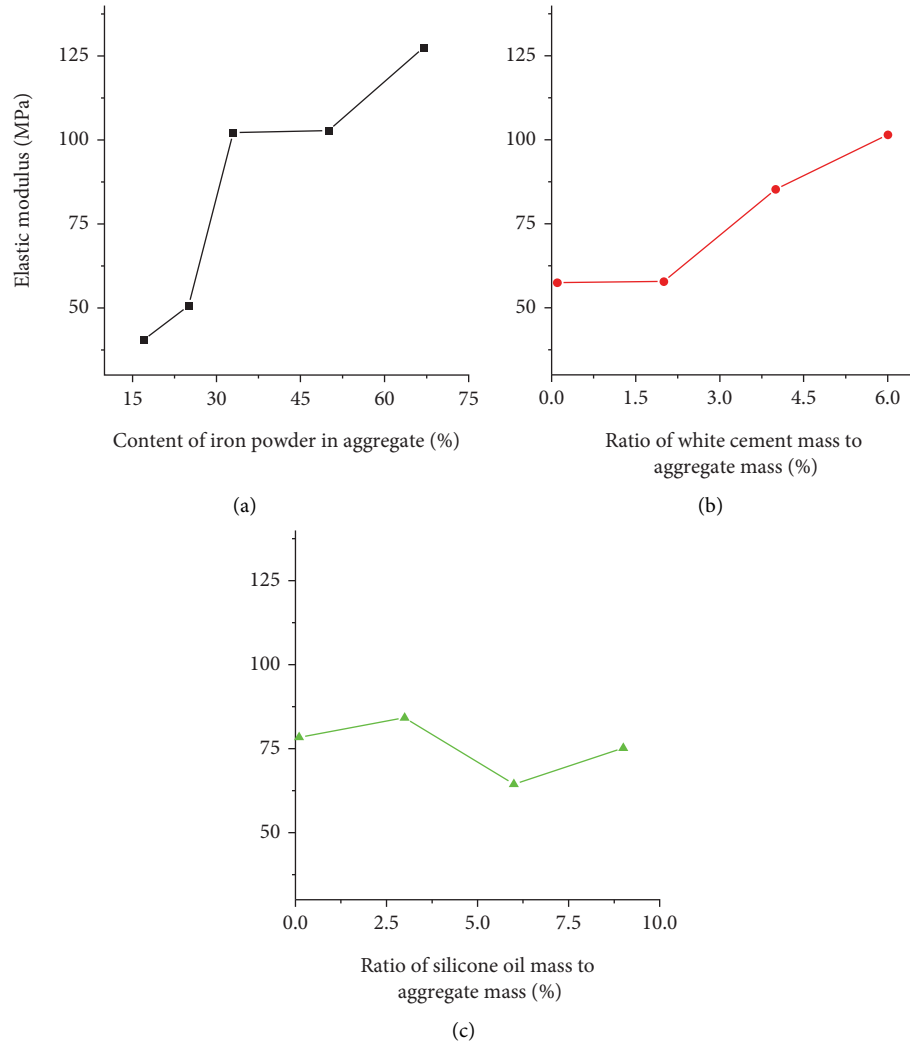 125
100
75
50
Elastic modulus (MPa)
15 30 45 60 75
Content of iron powder in aggregate (%)
(a)
125
100
75
50
0.0 1.5 3.0 4.5 6.0
Ratio of white cement mass to
aggregate mass (%)
(b)
125
100
75
50
0.0 2.5 5.0 7.5 10.0
Ratio of silicone oil mass to
aggregate mass (%)
(c)